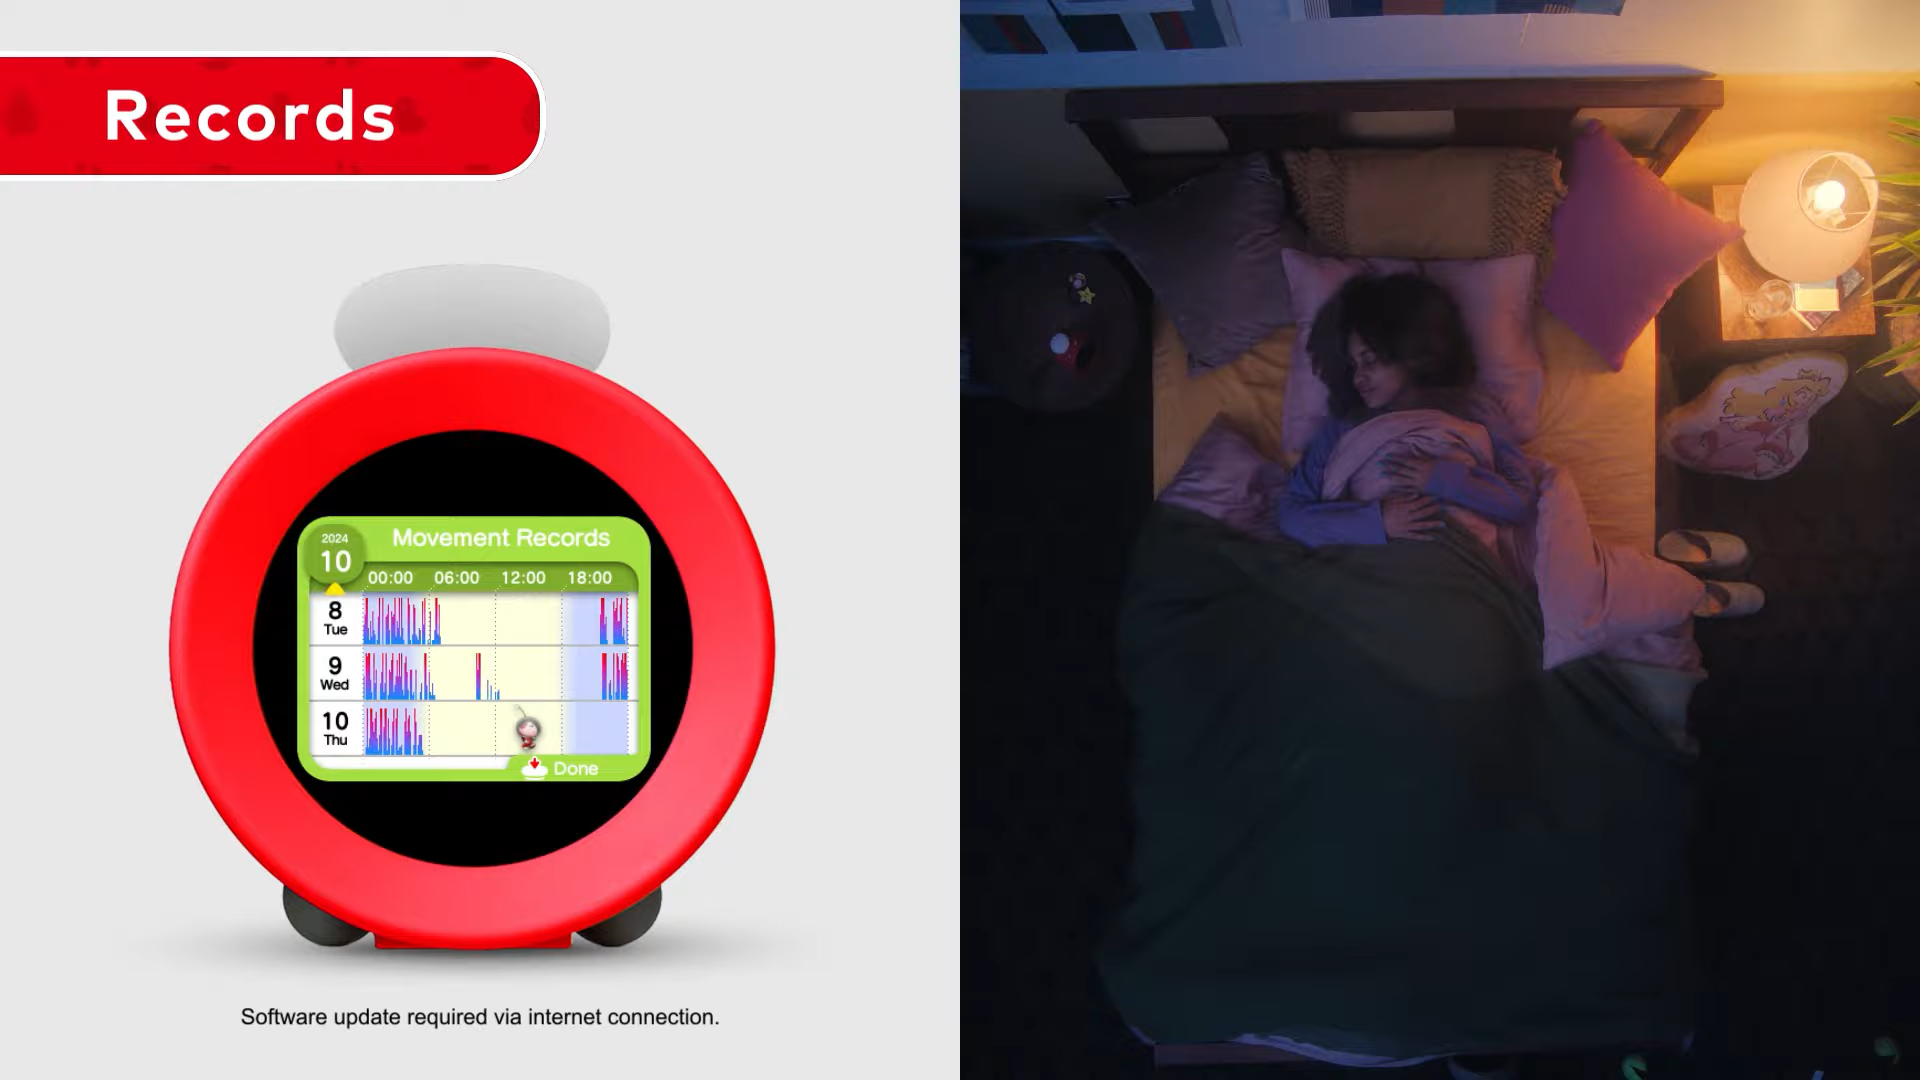 Records
2024
10
Movement Records
00:00 06:00 12:00 18:00
8
Tue
9
Wed
10
Thu
Done
Software update required via internet connection.